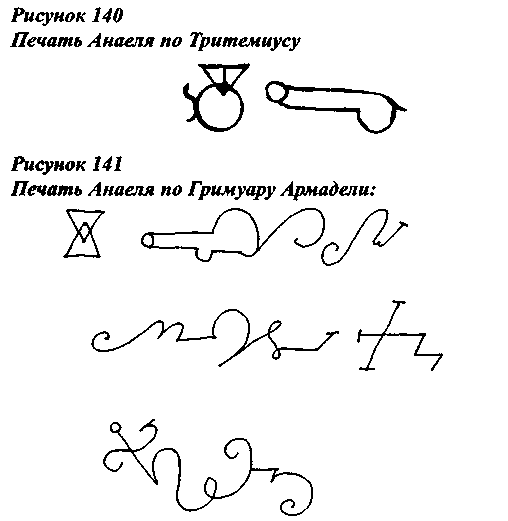 Рисунок 140
Печать Анаеля по Тритемиусу
Рисунок 141
Печать Анаеля по Гримуару Армадели: